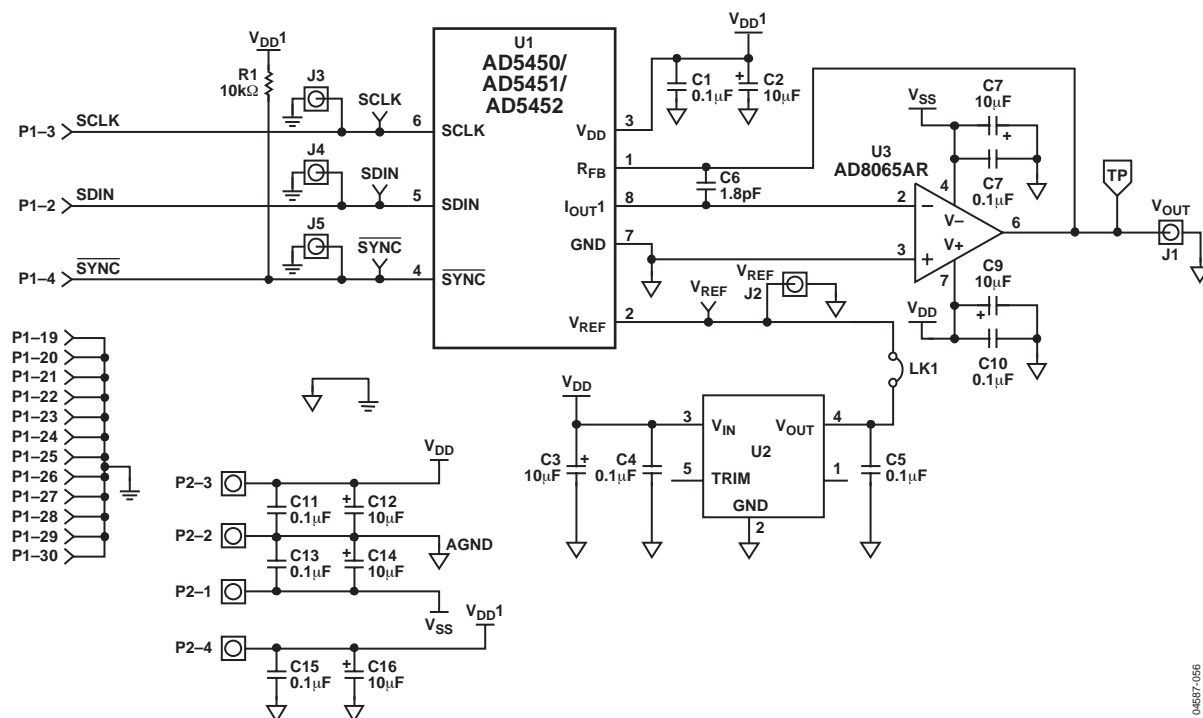 VDD1
R1
10kΩ
J3
SCLK
P1–3
SCLK
6
J4
SDIN
P1–2
SDIN
5
J5
SYNC
P1–4
SYNC
4
U1
AD5450/
AD5451/
AD5452
SCLK
SDIN
SYNC
VDD
RFB
IOUT1
GND
VREF
3
1
8
7
2
VDD1
C1
0.1µF
+
C2
10µF
C6
1.8pF
VREF
VREF
J2
LK1
U3
AD8065AR
2
–
3
+
4
V–
V+
7
6
VSS
C7
10µF
+
C7
0.1µF
VDD
C9
10µF
+
C10
0.1µF
TP
VOUT
J1
P1–19
P1–20
P1–21
P1–22
P1–23
P1–24
P1–25
P1–26
P1–27
P1–28
P1–29
P1–30
VDD
C3
10µF
+
C4
0.1µF
3
VIN
VOUT
4
U2
5
TRIM
1
GND
2
C5
0.1µF
P2–3
VDD
C11
0.1µF
+
C12
10µF
P2–2
AGND
C13
0.1µF
+
C14
10µF
P2–1
VSS
VDD1
P2–4
C15
0.1µF
+
C16
10µF
04587-056